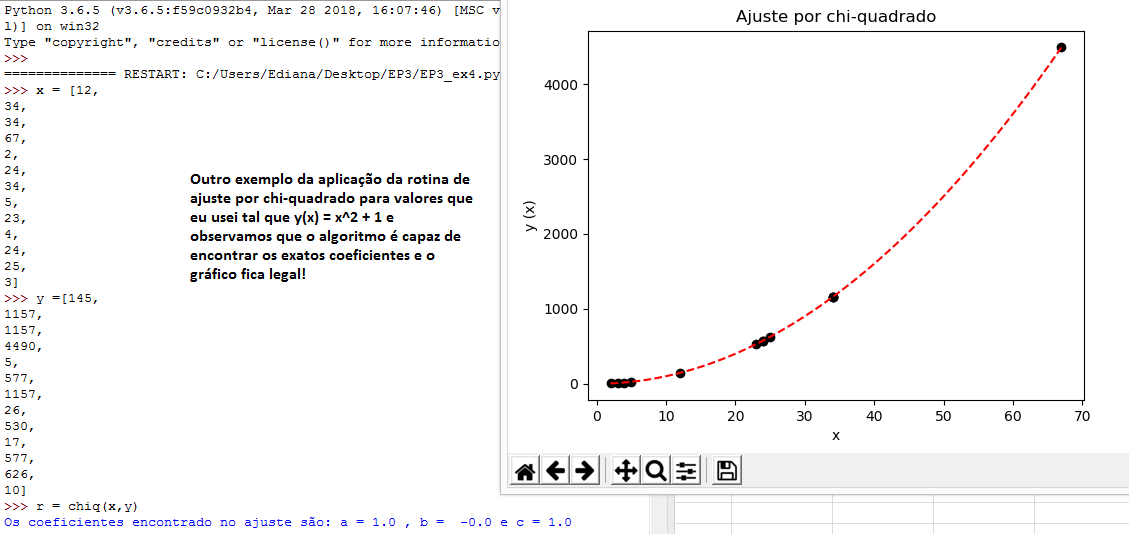 Python 3.6.5 (v3.6.5:f59c0932b4, Mar 28 2018, 16:07:46) [MSC v
l)] on win32
Type "copyright", "credits" or "license()" for more informatio
>>>
============== RESTART: C:/Users/Ediana/Desktop/EP3/EP3_ex4.py
>>> x = [12,
34,
34,
67,
2,
24,
34,
5,
23,
4,
24,
25,
3]
>>> y =[145,
1157,
1157,
4490,
5,
577,
1157,
26,
530,
17,
577,
626,
10]
>>> r = chiq(x,y)
Os coeficientes encontrado no ajuste são: a = 1.0 , b =  -0.0 e c = 1.0
Outro exemplo da aplicação da rotina de
ajuste por chi-quadrado para valores que
eu usei tal que y(x) = x^2 + 1 e
observamos que o algoritmo é capaz de
encontrar os exatos coeficientes e o
gráfico fica legal!
Ajuste por chi-quadrado
y (x)
4000
3000
2000
1000
0
0 10 20 30 40 50 60 70
x